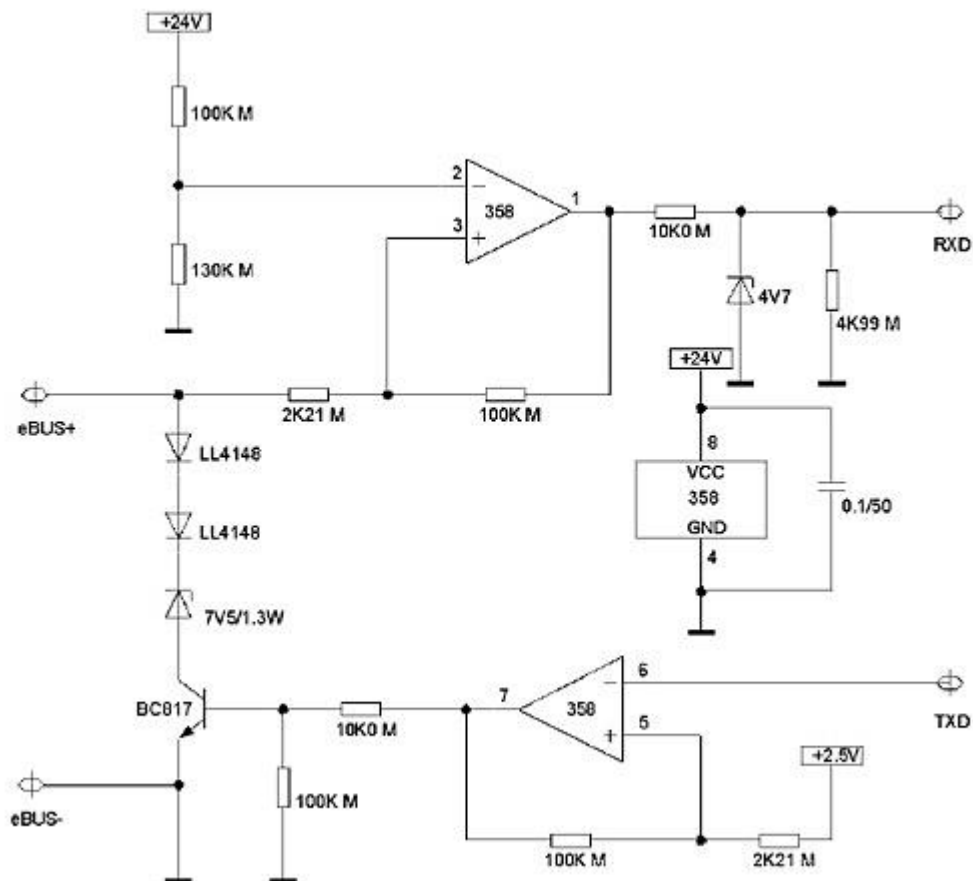 +24V
100K M
2
1
358
3
10K0 M
RXD
130K M
4V7
4K99 M
+24V
eBUS+
2K21 M
100K M
8
LL4148
VCC
358
0.1/50
GND
LL4148
4
7V5/1.3W
6
7
BC817
358
TXD
5
10K0 M
+2.5V
100K M
eBUS-
100K M
2K21 M